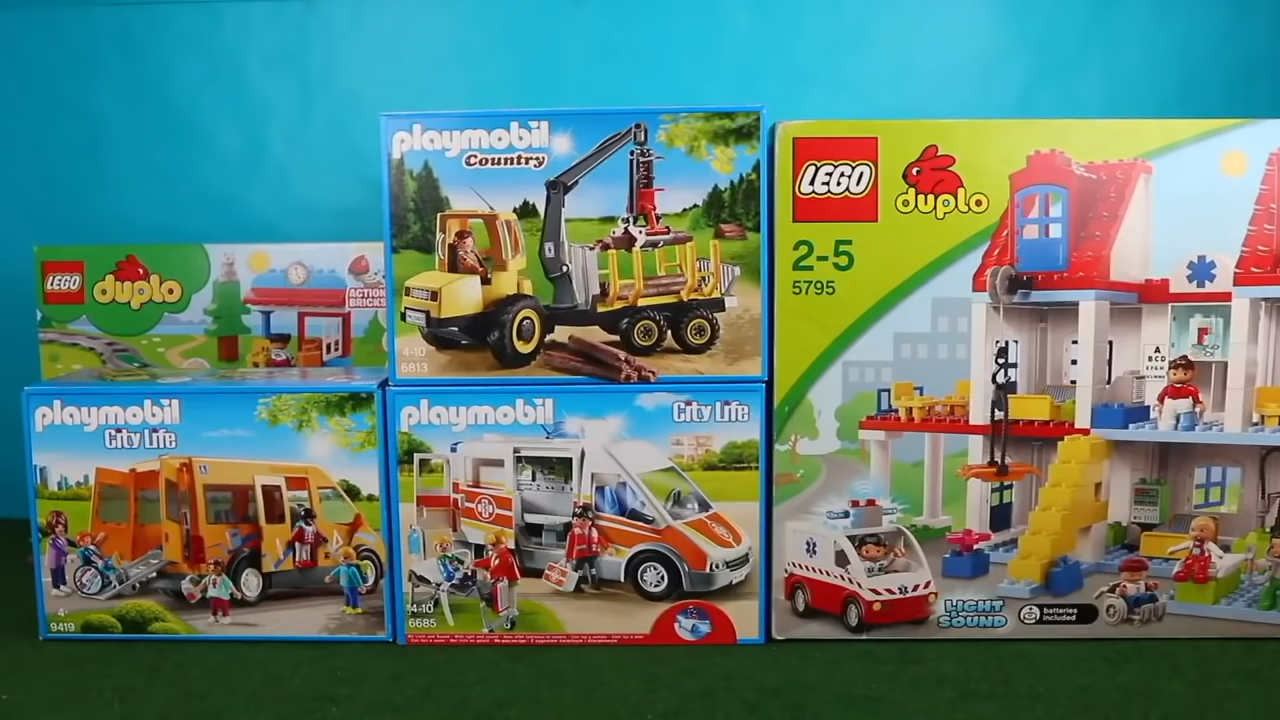 LEGO
duplo
ACTION
BRICKS
playmobil
Country
4-10
6813
playmobil
City Life
4+
9419
playmobil
City Life
4-10
6685
LEGO
duplo
2-5
5795
A
BCD
LIGHT
SOUND
batteries
included